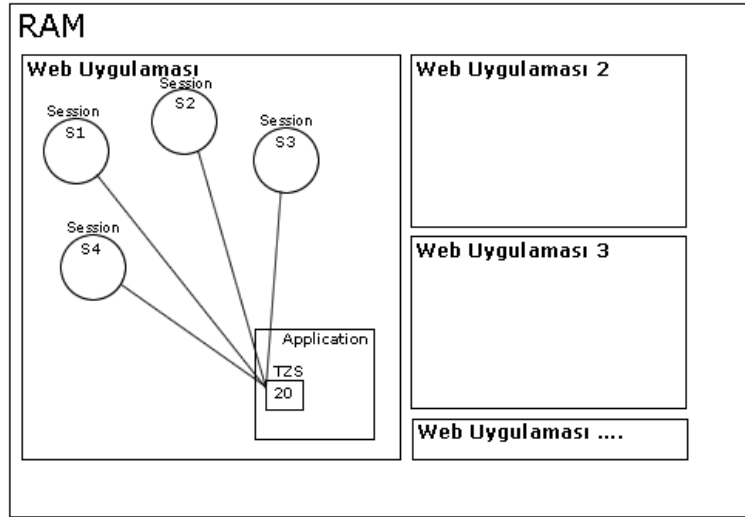 RAM
Web Uygulaması
Session
S1
Session
S2
Session
S3
Session
S4
Application
TZS
20
Web Uygulaması 2
Web Uygulaması 3
Web Uygulaması ....